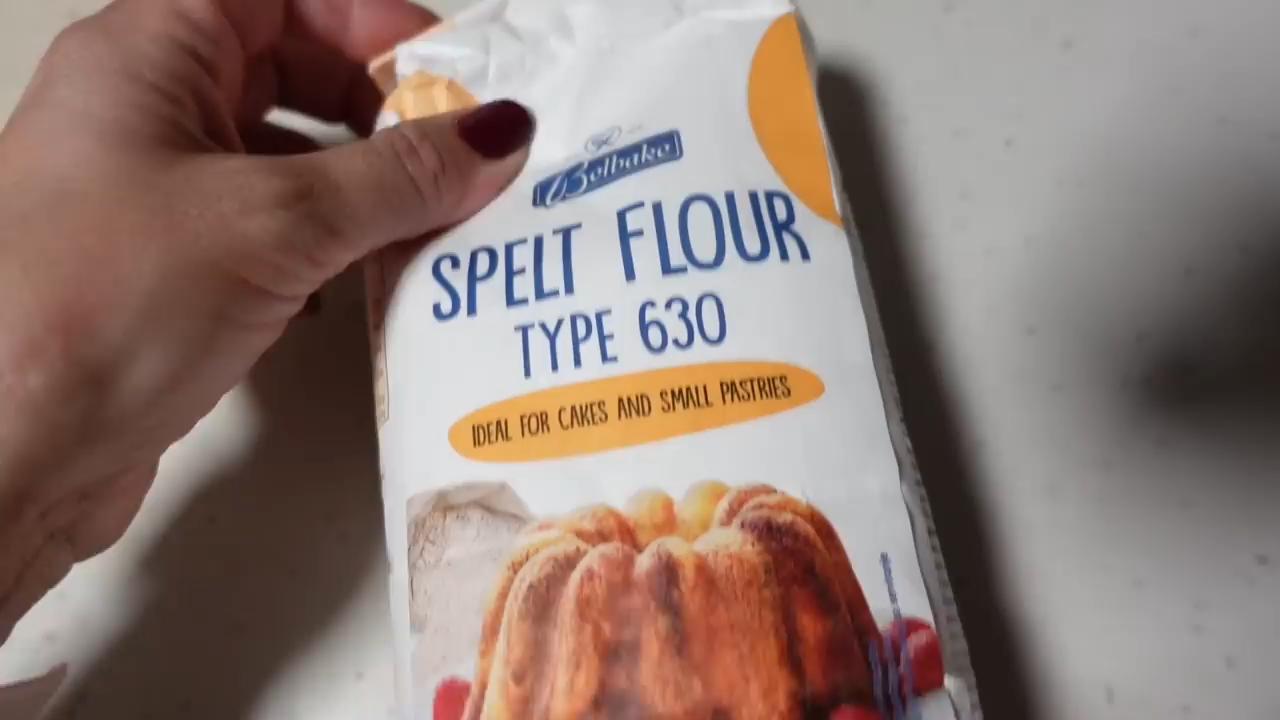 Belbake
SPELT FLOUR
TYPE 630
IDEAL FOR CAKES AND SMALL PASTRIES